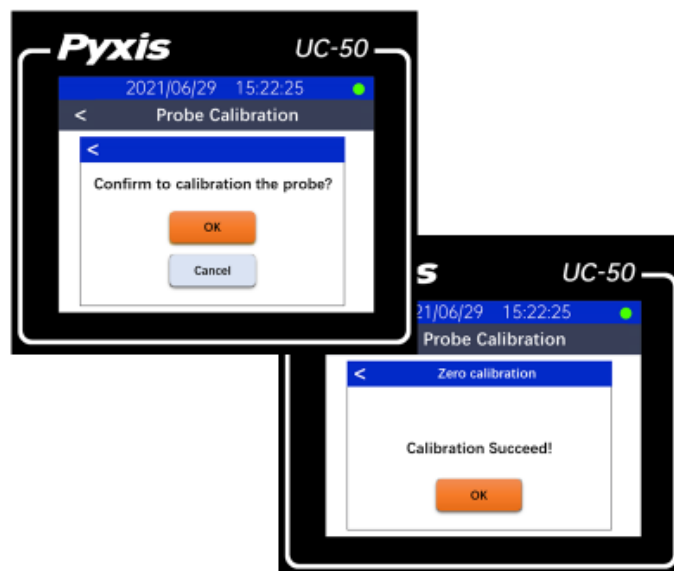 Pyxis UC-50
2021/06/29 15:22:25
< Probe Calibration
<
Confirm to calibration the probe?
OK
Cancel
s UC-50
21/06/29 15:22:25
Probe Calibration
< Zero calibration
Calibration Succeed!
OK